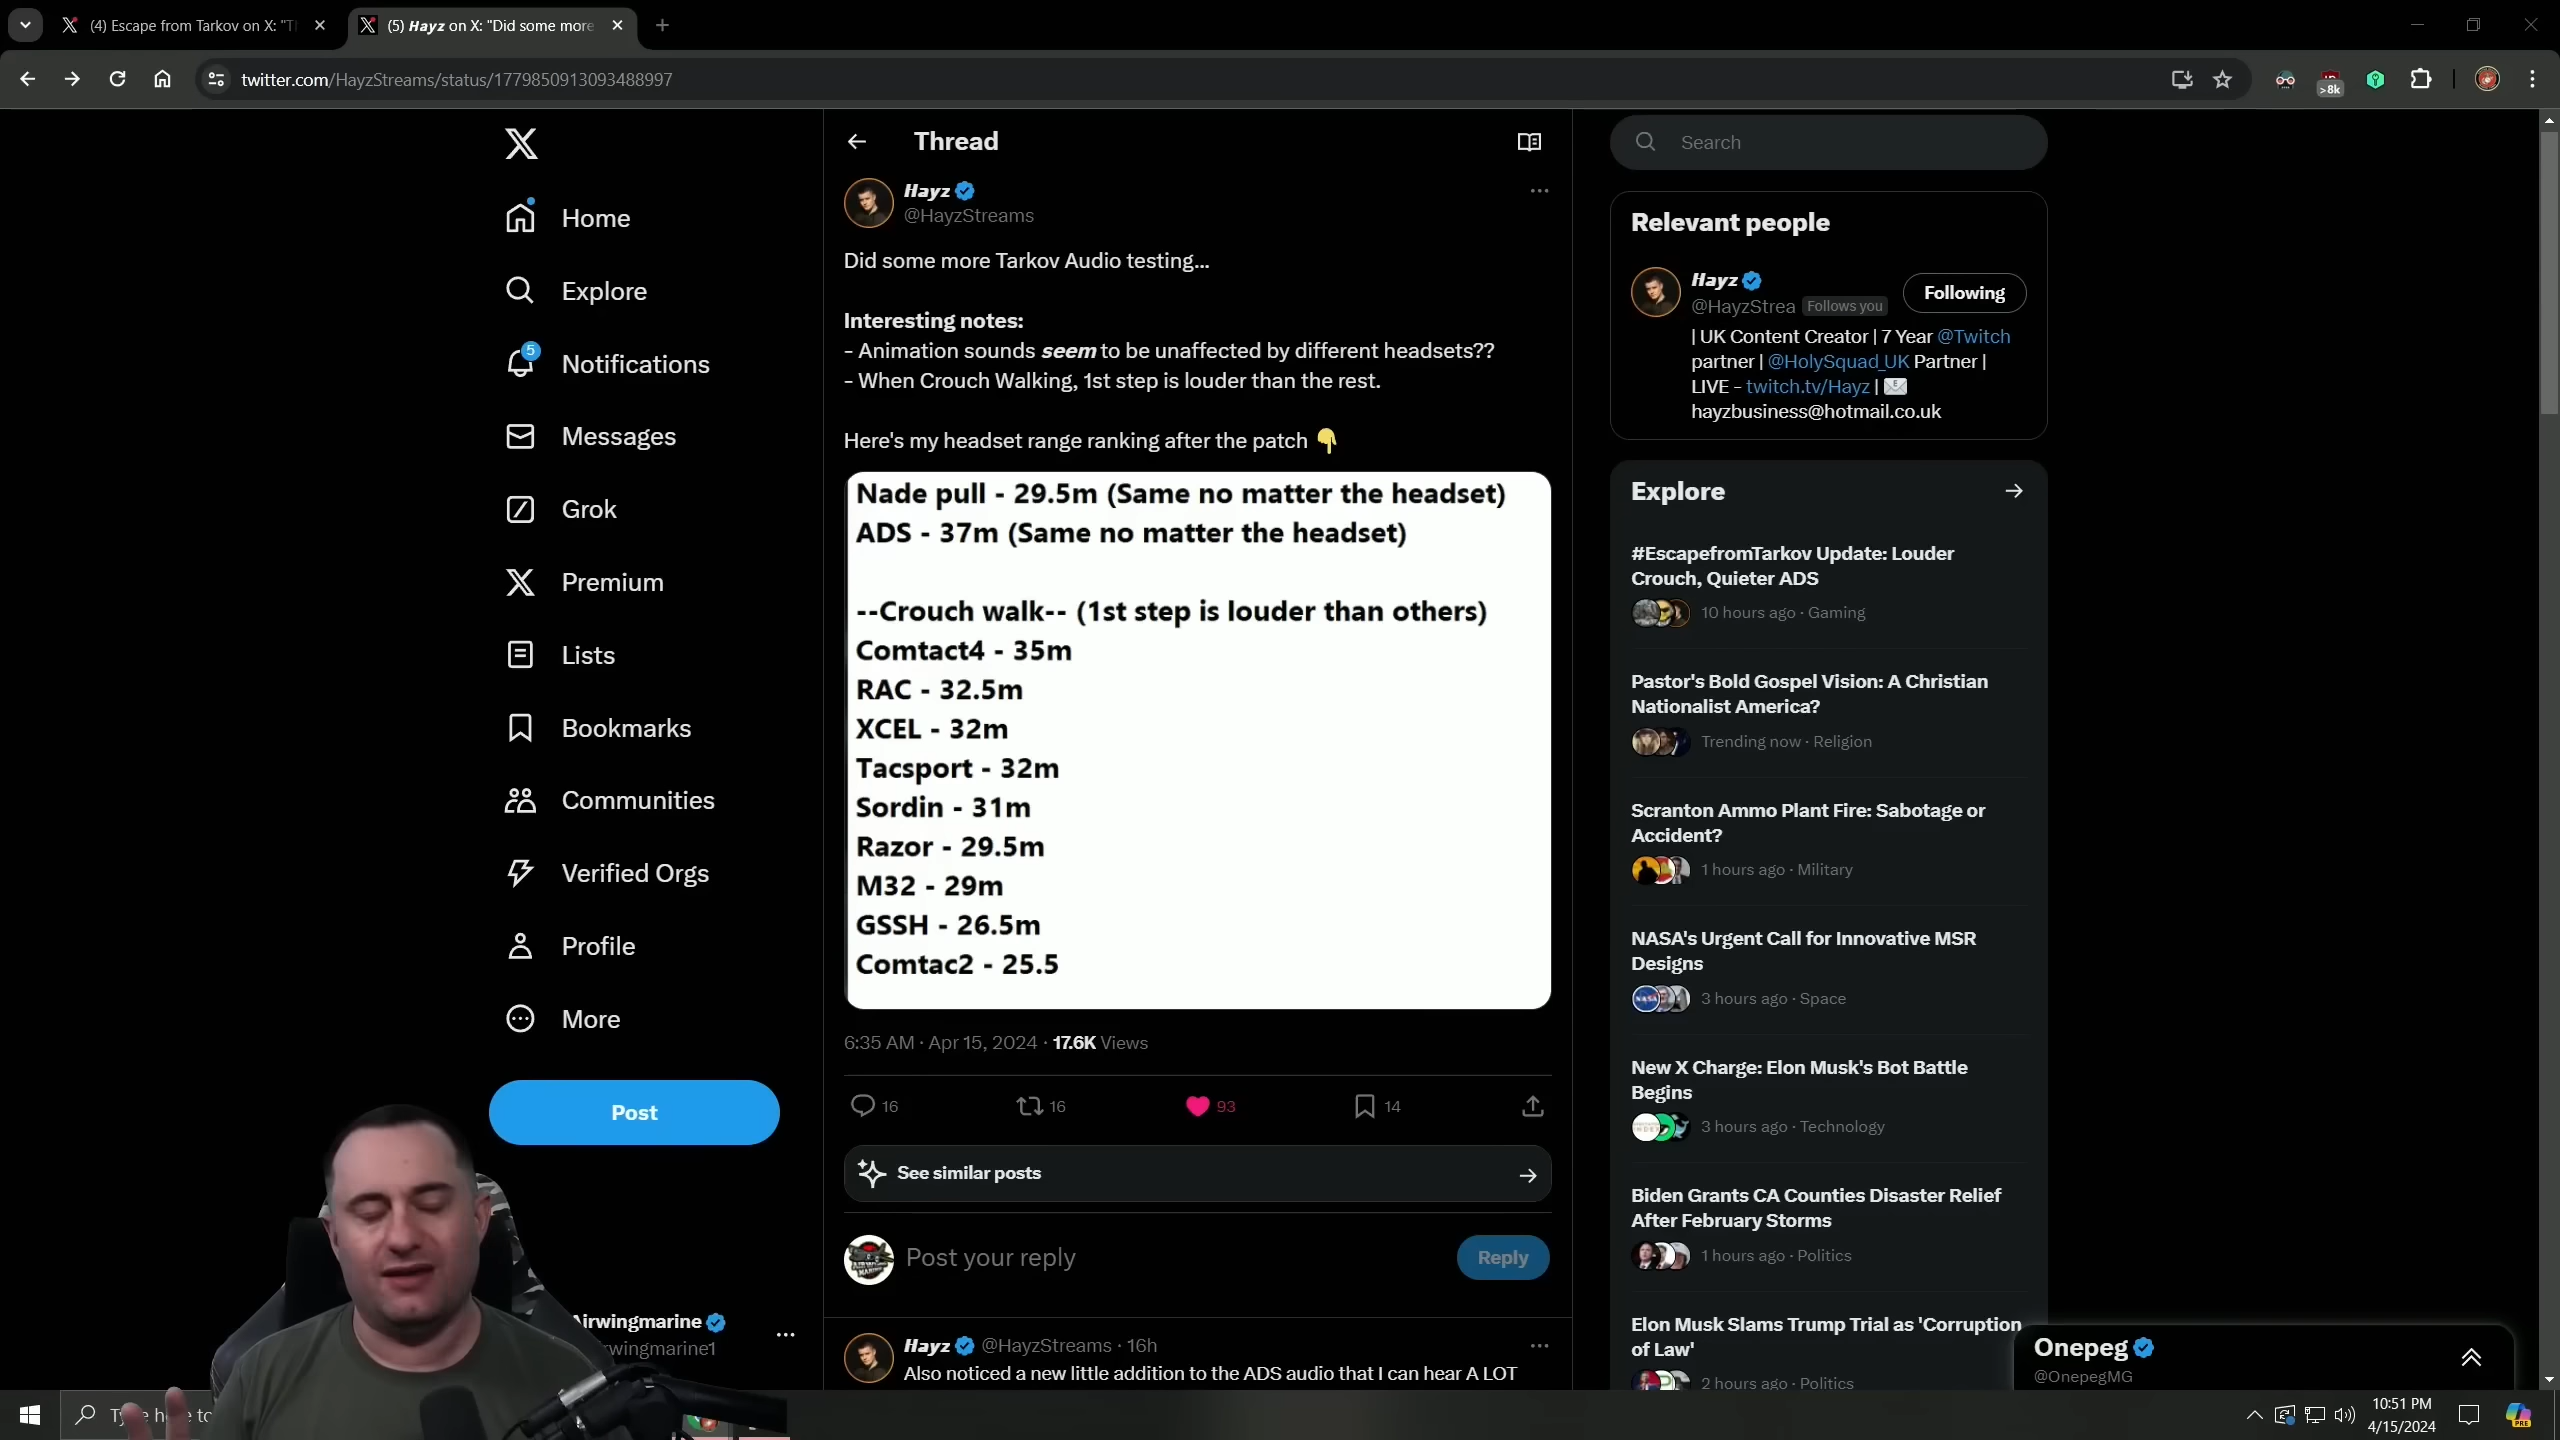 (4) Escape from Tarkov on X: "Tl
(5) Hayz on X: "Did some more
twitter.com/HayzStreams/status/1779850913093488997
>8k
Home
Explore
5
Notifications
Messages
Grok
Premium
Lists
Bookmarks
Communities
Verified Orgs
Profile
More
Post
Airwingmarine
rwingmarine1
Thread
Hayz
@HayzStreams
Did some more Tarkov Audio testing...
Interesting notes:
- Animation sounds seem to be unaffected by different headsets??
- When Crouch Walking, 1st step is louder than the rest.
Here's my headset range ranking after the patch 👇
Nade pull - 29.5m (Same no matter the headset)
ADS - 37m (Same no matter the headset)
--Crouch walk-- (1st step is louder than others)
Comtact4 - 35m
RAC - 32.5m
XCEL - 32m
Tacsport - 32m
Sordin - 31m
Razor - 29.5m
M32 - 29m
GSSH - 26.5m
Comtac2 - 25.5
6:35 AM · Apr 15, 2024 · 17.6K Views
16
16
93
14
See similar posts
Post your reply
Reply
Hayz @HayzStreams · 16h
Also noticed a new little addition to the ADS audio that I can hear A LOT
Search
Relevant people
Hayz
Following
@HayzStrea Follows you
| UK Content Creator | 7 Year @Twitch
partner | @HolySquad_UK Partner |
LIVE - twitch.tv/Hayz | 📧
hayzbusiness@hotmail.co.uk
Explore
#EscapefromTarkov Update: Louder
Crouch, Quieter ADS
10 hours ago · Gaming
Pastor's Bold Gospel Vision: A Christian
Nationalist America?
Trending now · Religion
Scranton Ammo Plant Fire: Sabotage or
Accident?
1 hours ago · Military
NASA's Urgent Call for Innovative MSR
Designs
3 hours ago · Space
New X Charge: Elon Musk's Bot Battle
Begins
3 hours ago · Technology
Biden Grants CA Counties Disaster Relief
After February Storms
1 hours ago · Politics
Elon Musk Slams Trump Trial as 'Corruption
of Law'
2 hours ago · Politics
Onepeg
@OnepegMG
10:51 PM
4/15/2024